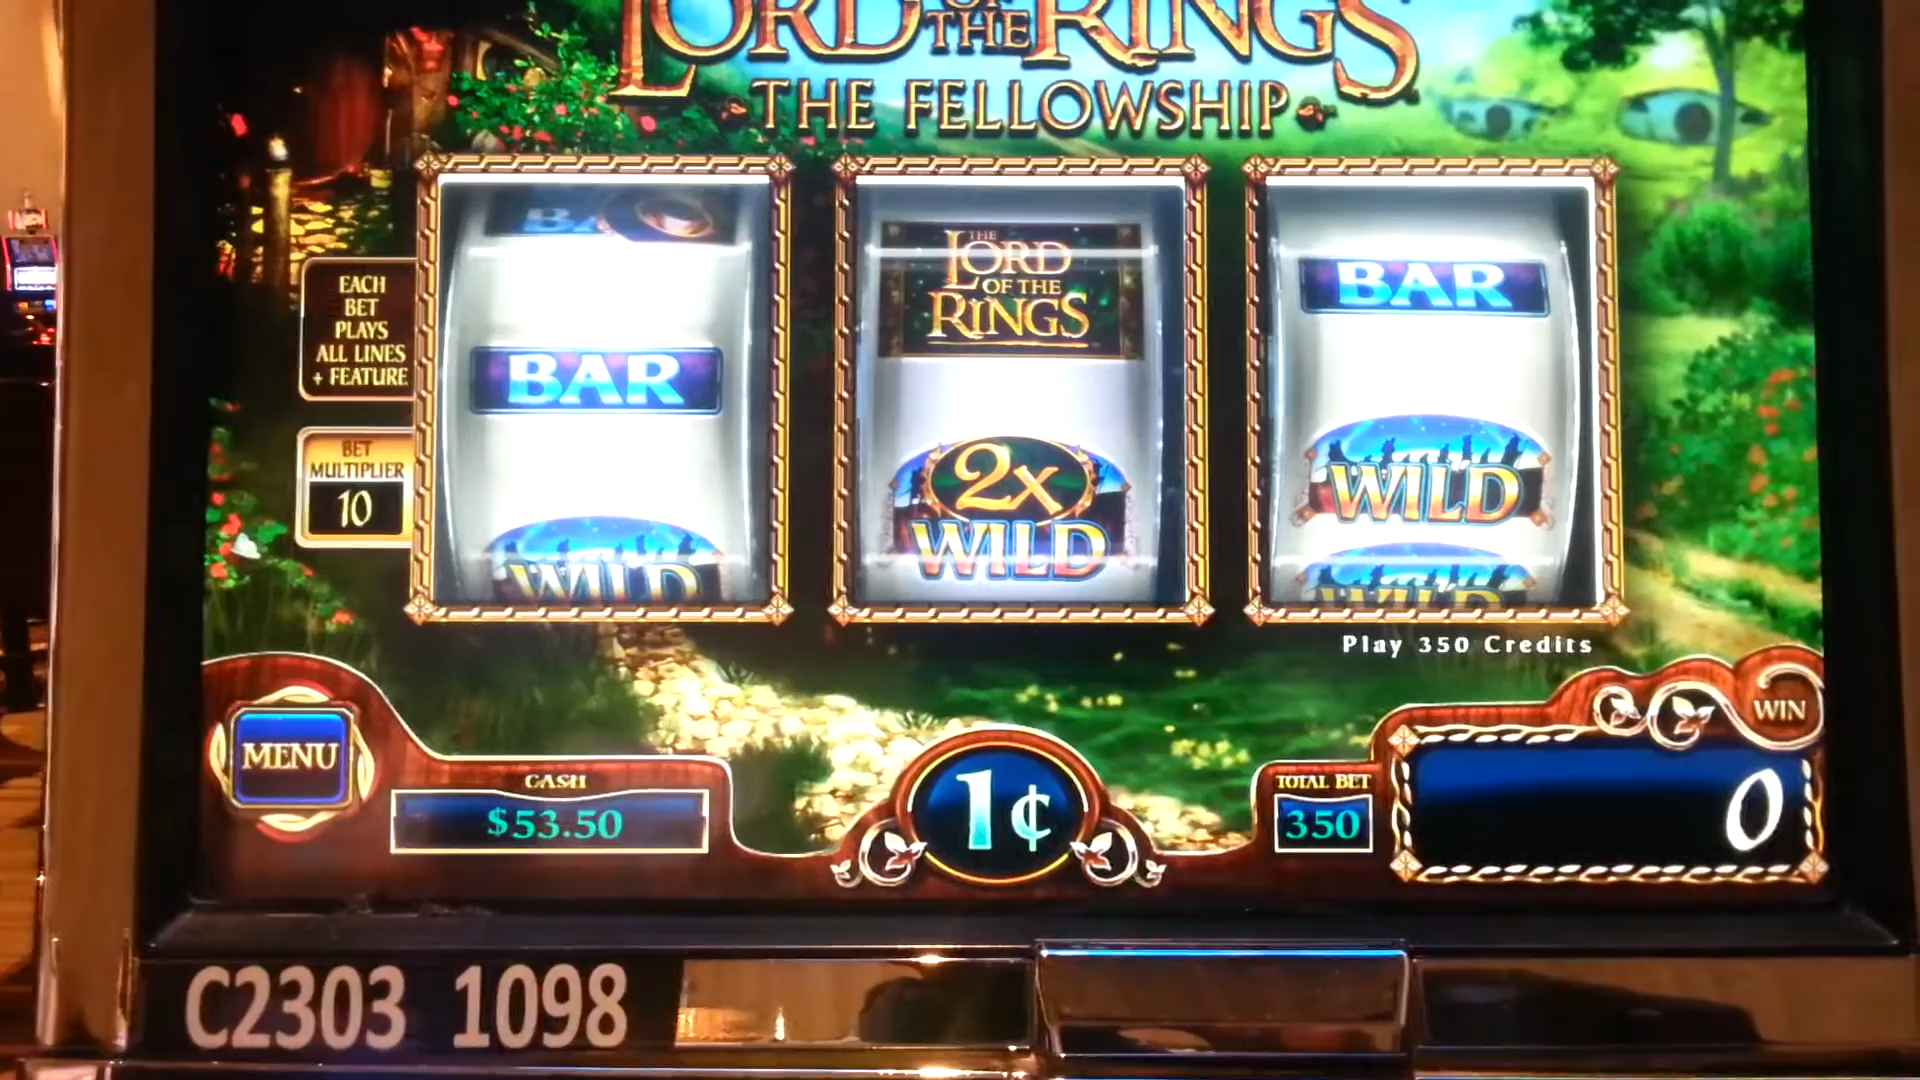 LORD OF THE RINGS
THE FELLOWSHIP
EACH
BET
PLAYS
ALL LINES
+ FEATURE
BET
MULTIPLIER
10
BAR
WILD
THE
LORD
OF THE
RINGS
2x
WILD
BAR
WILD
WILD
Play 350 Credits
MENU
CASH
$53.50
1¢
TOTAL BET
350
WIN
0
C2303 1098